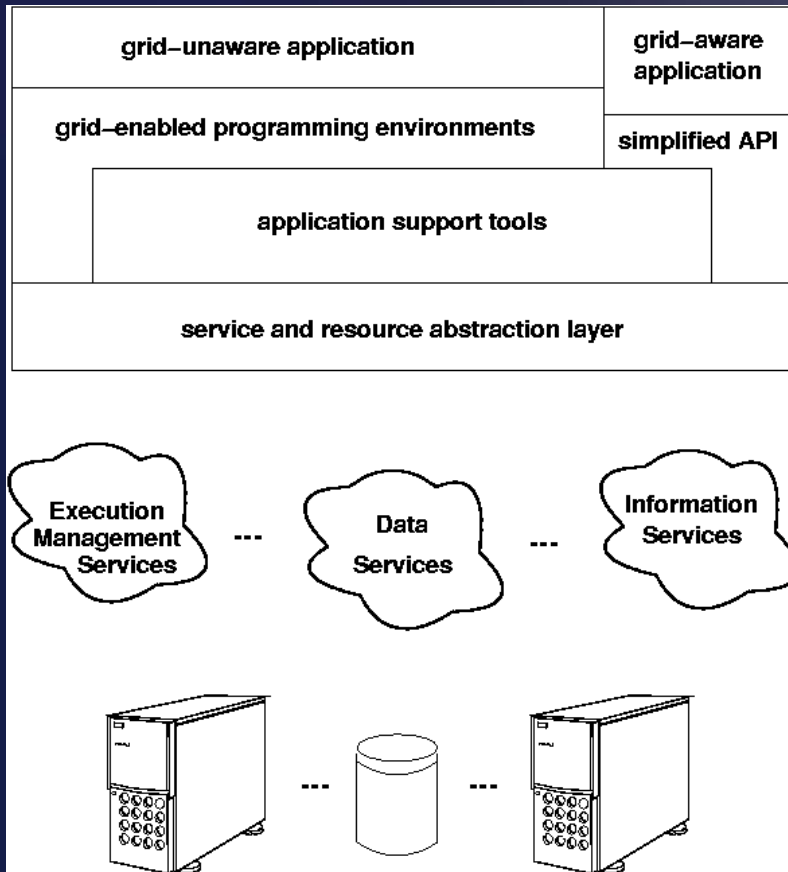 grid–unaware application
grid–aware
application
grid–enabled programming environments
simplified API
application support tools
service and resource abstraction layer
Execution
Management
Services
---
Data
Services
---
Information
Services
---
---